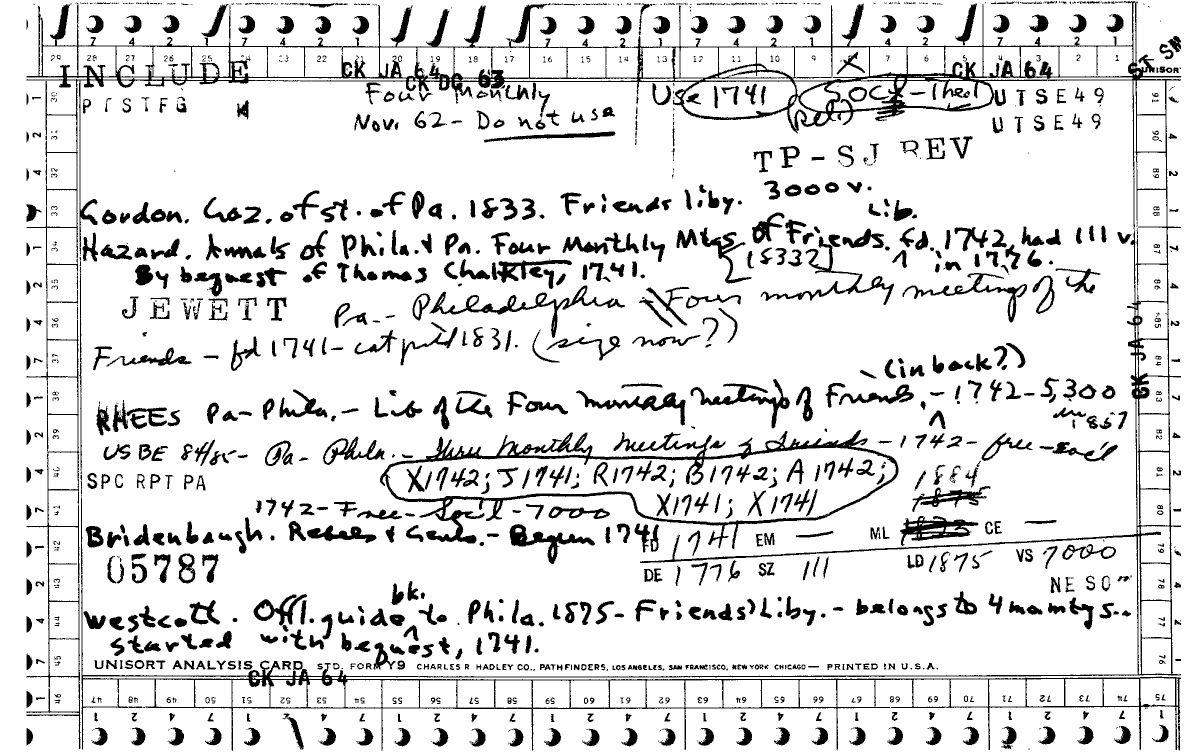 INCLUDE
CK JA 64
CK DC 63
CK JA 64
ST SN
UNISOR
PTSTFG
Four Monthly
Use 1741
SOCL-Theol
UTSE49
Nov. 62 - Do not use
(Rel.)
UTSE49
TP-SJ REV
3000 v.
Gordon. Gaz. of st. of Pa. 1833. Friends liby.
Lib.
Hazard. Annals of Phila. & Pa. Four Monthly Mtgs of Friends. fd. 1742, had 111 v.
By bequest of Thomas Chalkley, 1741. [1833?] in 1776.
JEWETT Pa - Philadelphia - Four monthly meetings of the
Friends - fd 1741 - cat ptd 1831. (size now?)
CK JA 64
(in back?)
RHEES Pa - Phila. - Lib of the Four monthly meetings of Friends, - 1742 - 5,300
in 1857
USBE 84/85 - Pa - Phila. - Three Monthly Meetings of Friends - 1742 - free - soc'l
SPC RPT PA
X1742; J1741; R1742; B1742; A1742;
1884
1742 - Free - Soc'l - 7000
X1741; X1741
1875
Bridenbaugh. Rebels & Gents. - Begun 1741
FD 1741 EM — ML CE —
05787
DE 1776 SZ 111 LD 1875 VS 7000
NE SO
bk.
Westcott. Offl. guide to Phila. 1875 - Friends' Liby. - belongs to 4 mo mtgs..
started with bequest, 1741.
UNISORT ANALYSIS CARD STD. FORM Y9 CHARLES R HADLEY CO., PATHFINDERS, LOS ANGELES, SAN FRANCISCO, NEW YORK CHICAGO — PRINTED IN U.S.A.
CK JA 64